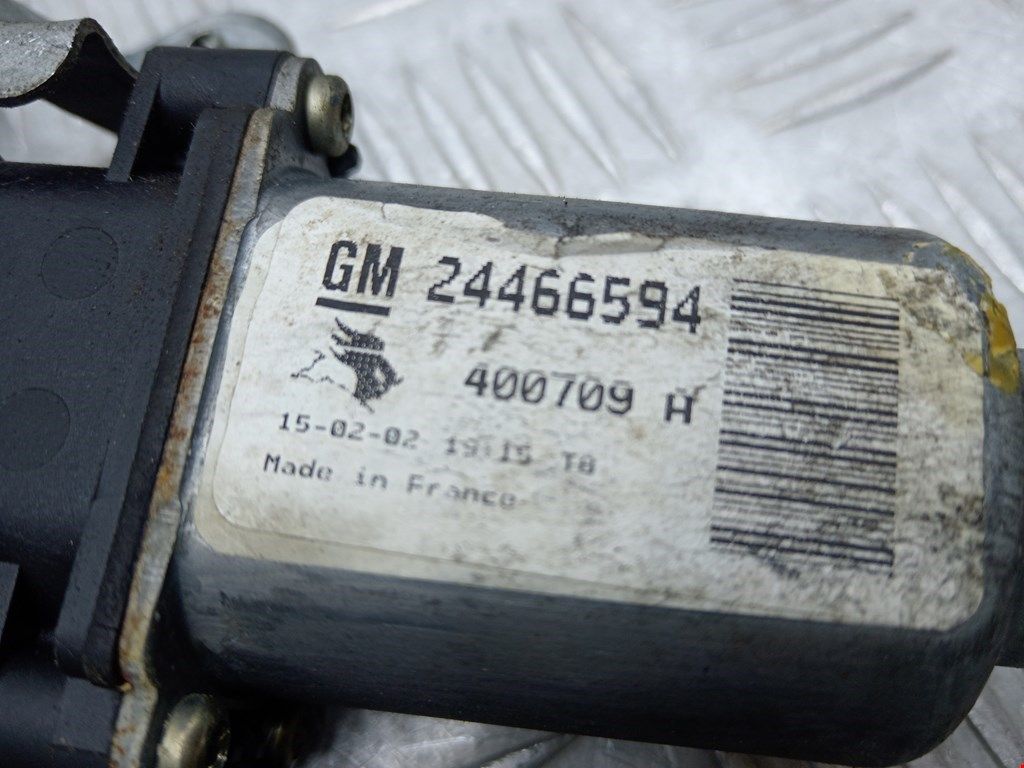 GM 24466594
400709 H
15-02-02 19:15 T8
Made in France